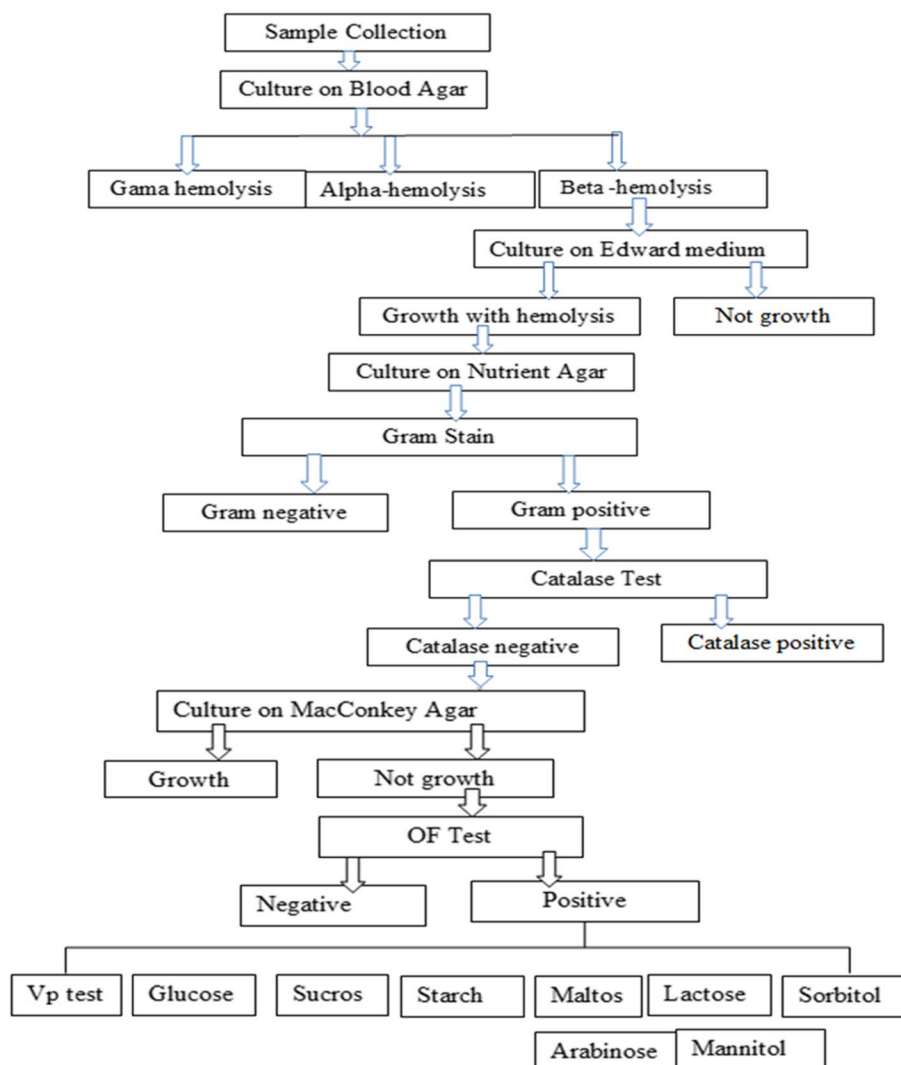 Sample Collection
Culture on Blood Agar
Gama hemolysis
Alpha-hemolysis
Beta -hemolysis
Culture on Edward medium
Growth with hemolysis
Not growth
Culture on Nutrient Agar
Gram Stain
Gram negative
Gram positive
Catalase Test
Catalase negative
Catalase positive
Culture on MacConkey Agar
Growth
Not growth
OF Test
Negative
Positive
Vp test
Glucose
Sucros
Starch
Maltos
Lactose
Sorbitol
Arabinose
Mannitol